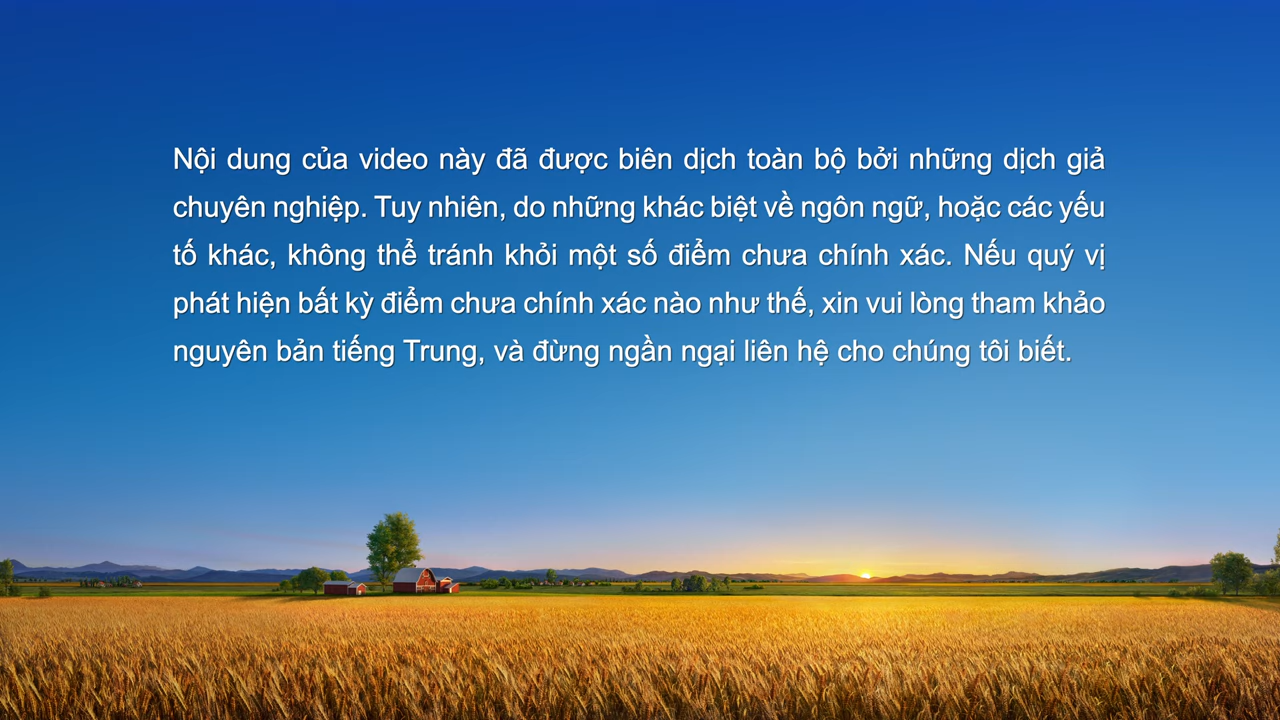 Nội dung của video này đã được biên dịch toàn bộ bởi những dịch giả
chuyên nghiệp. Tuy nhiên, do những khác biệt về ngôn ngữ, hoặc các yếu
tố khác, không thể tránh khỏi một số điểm chưa chính xác. Nếu quý vị
phát hiện bất kỳ điểm chưa chính xác nào như thế, xin vui lòng tham khảo
nguyên bản tiếng Trung, và đừng ngần ngại liên hệ cho chúng tôi biết.